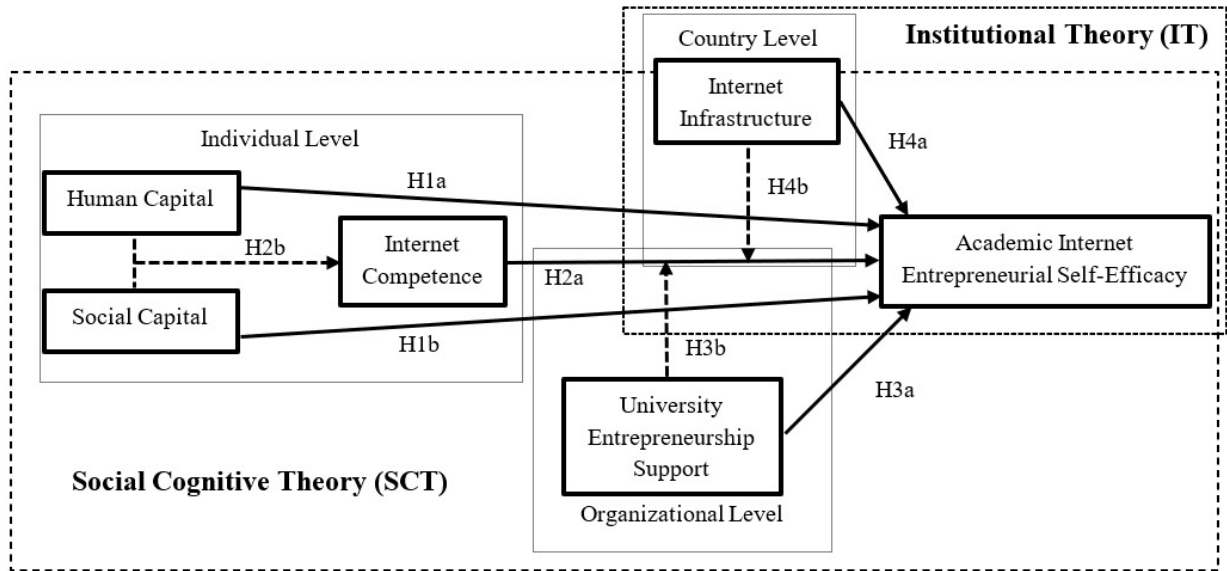 Institutional Theory (IT)
Country Level
Internet
Infrastructure
H4a
H4b
Individual Level
Human Capital
H1a
H2b
Internet
Competence
H2a
Academic Internet
Entrepreneurial Self-Efficacy
Social Capital
H1b
H3b
H3a
University
Entrepreneurship
Support
Organizational Level
Social Cognitive Theory (SCT)